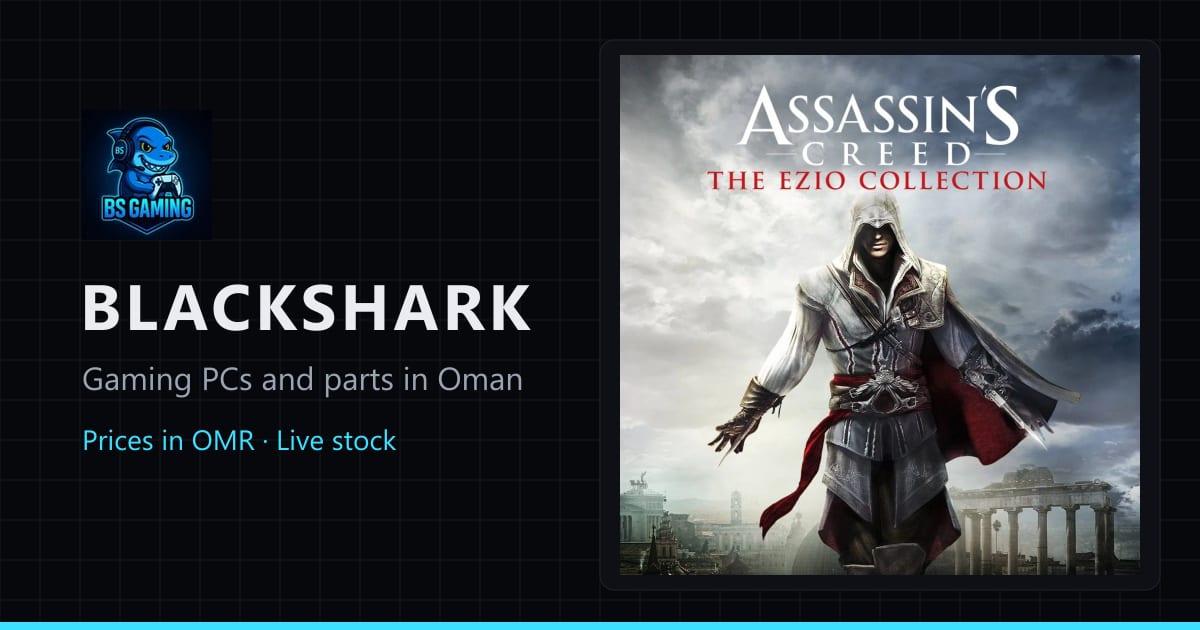 BS
BS GAMING
BLACKSHARK
Gaming PCs and parts in Oman
Prices in OMR · Live stock
ASSASSIN'S
CREED
THE EZIO COLLECTION